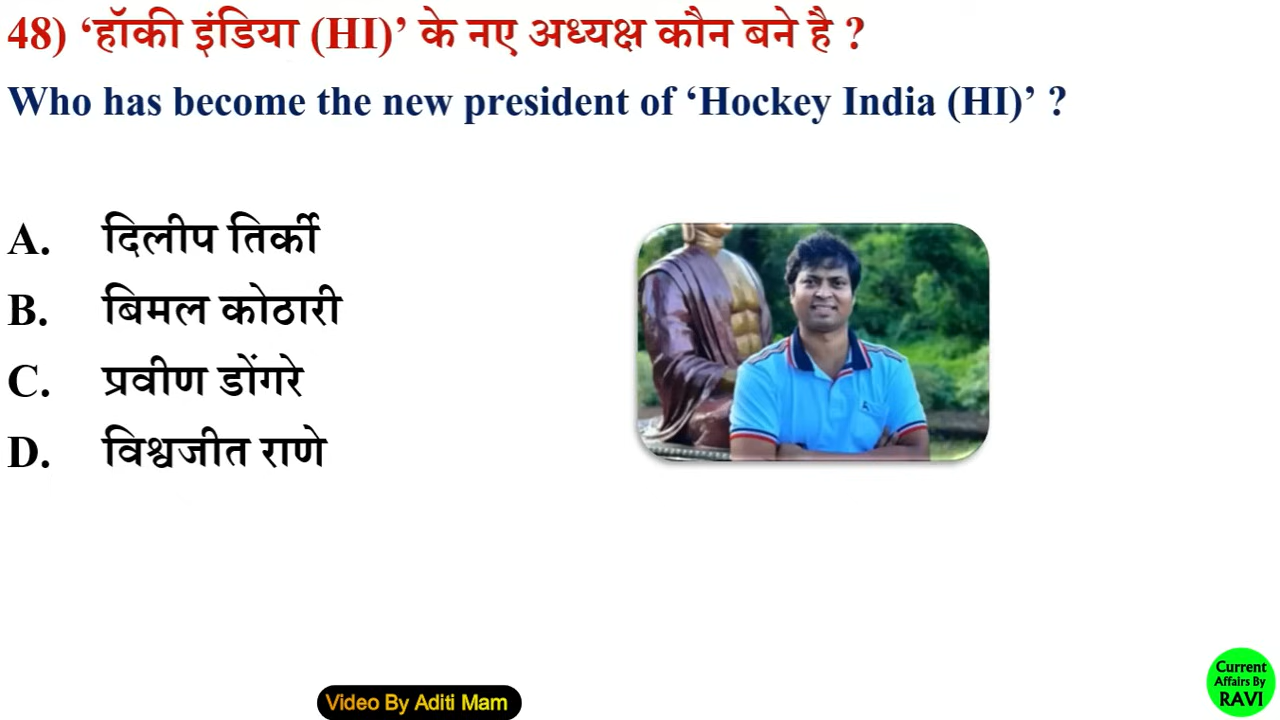 48) ‘हॉकी इंडिया (HI)’ के नए अध्यक्ष कौन बने है ?
Who has become the new president of ‘Hockey India (HI)’ ?
A. दिलीप तिर्की
B. बिमल कोठारी
C. प्रवीण डोंगरे
D. विश्वजीत राणे
Video By Aditi Mam
Current
Affairs By
RAVI